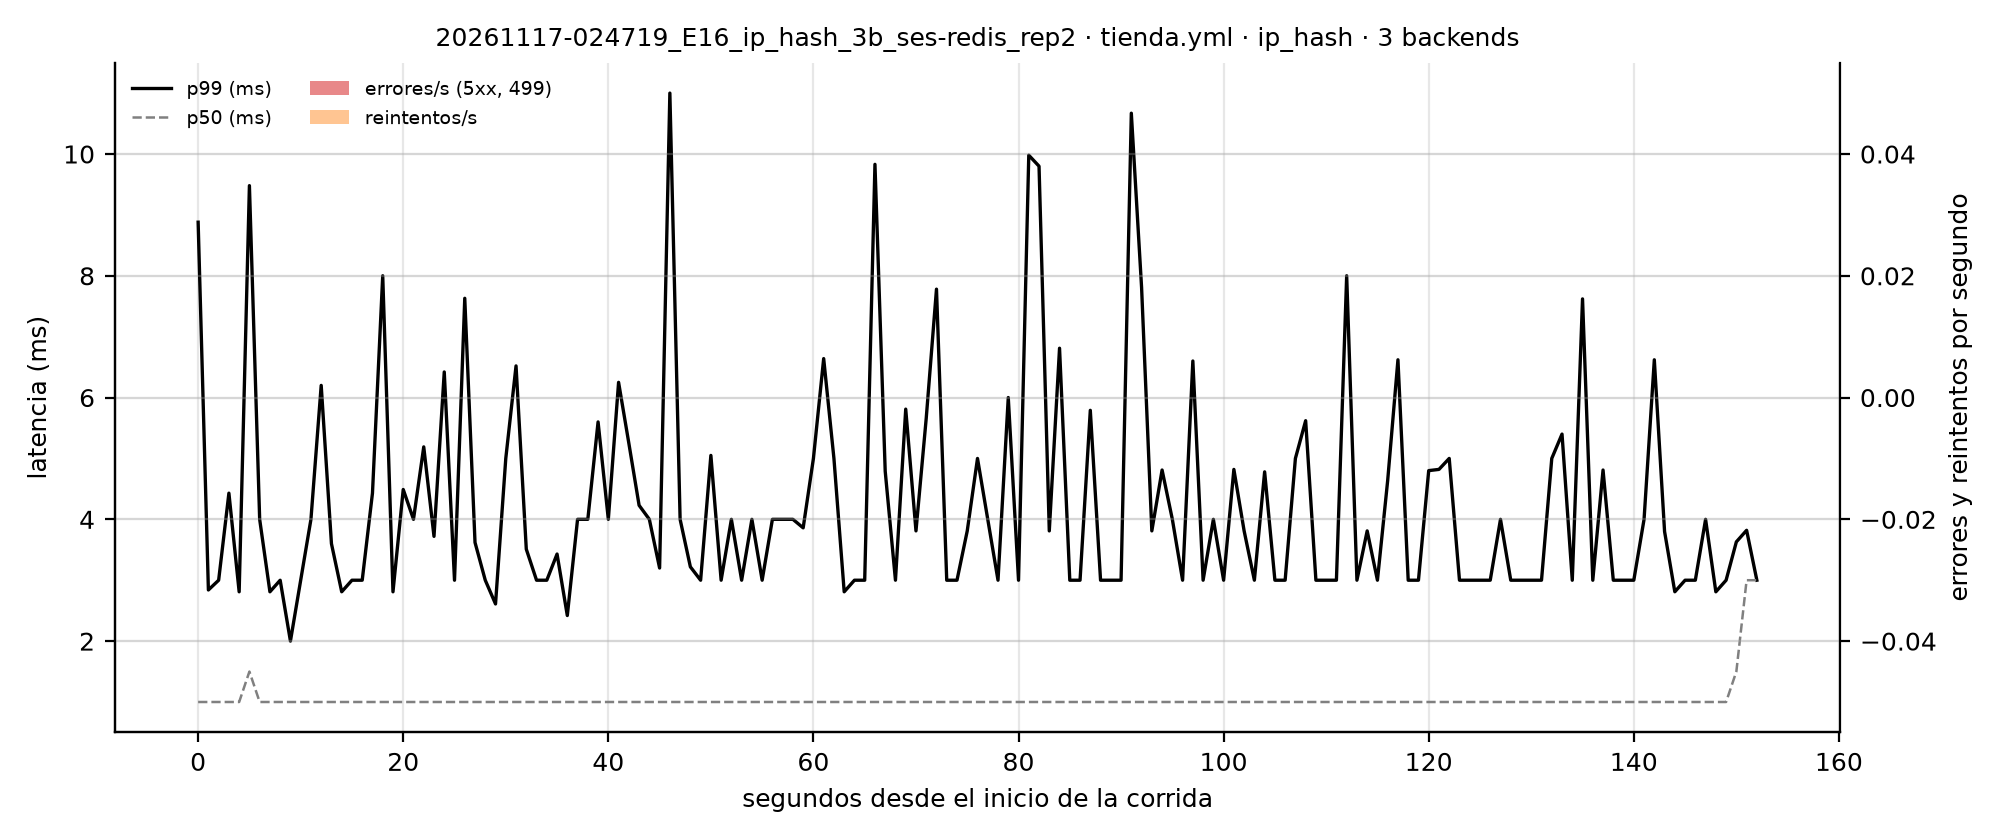 20261117-024719_E16_ip_hash_3b_ses-redis_rep2 · tienda.yml · ip_hash · 3 backends
p99 (ms)
p50 (ms)
errores/s (5xx, 499)
reintentos/s
latencia (ms)
10
8
6
4
2
0.04
0.02
0.00
−0.02
−0.04
errores y reintentos por segundo
0 20 40 60 80 100 120 140 160
segundos desde el inicio de la corrida